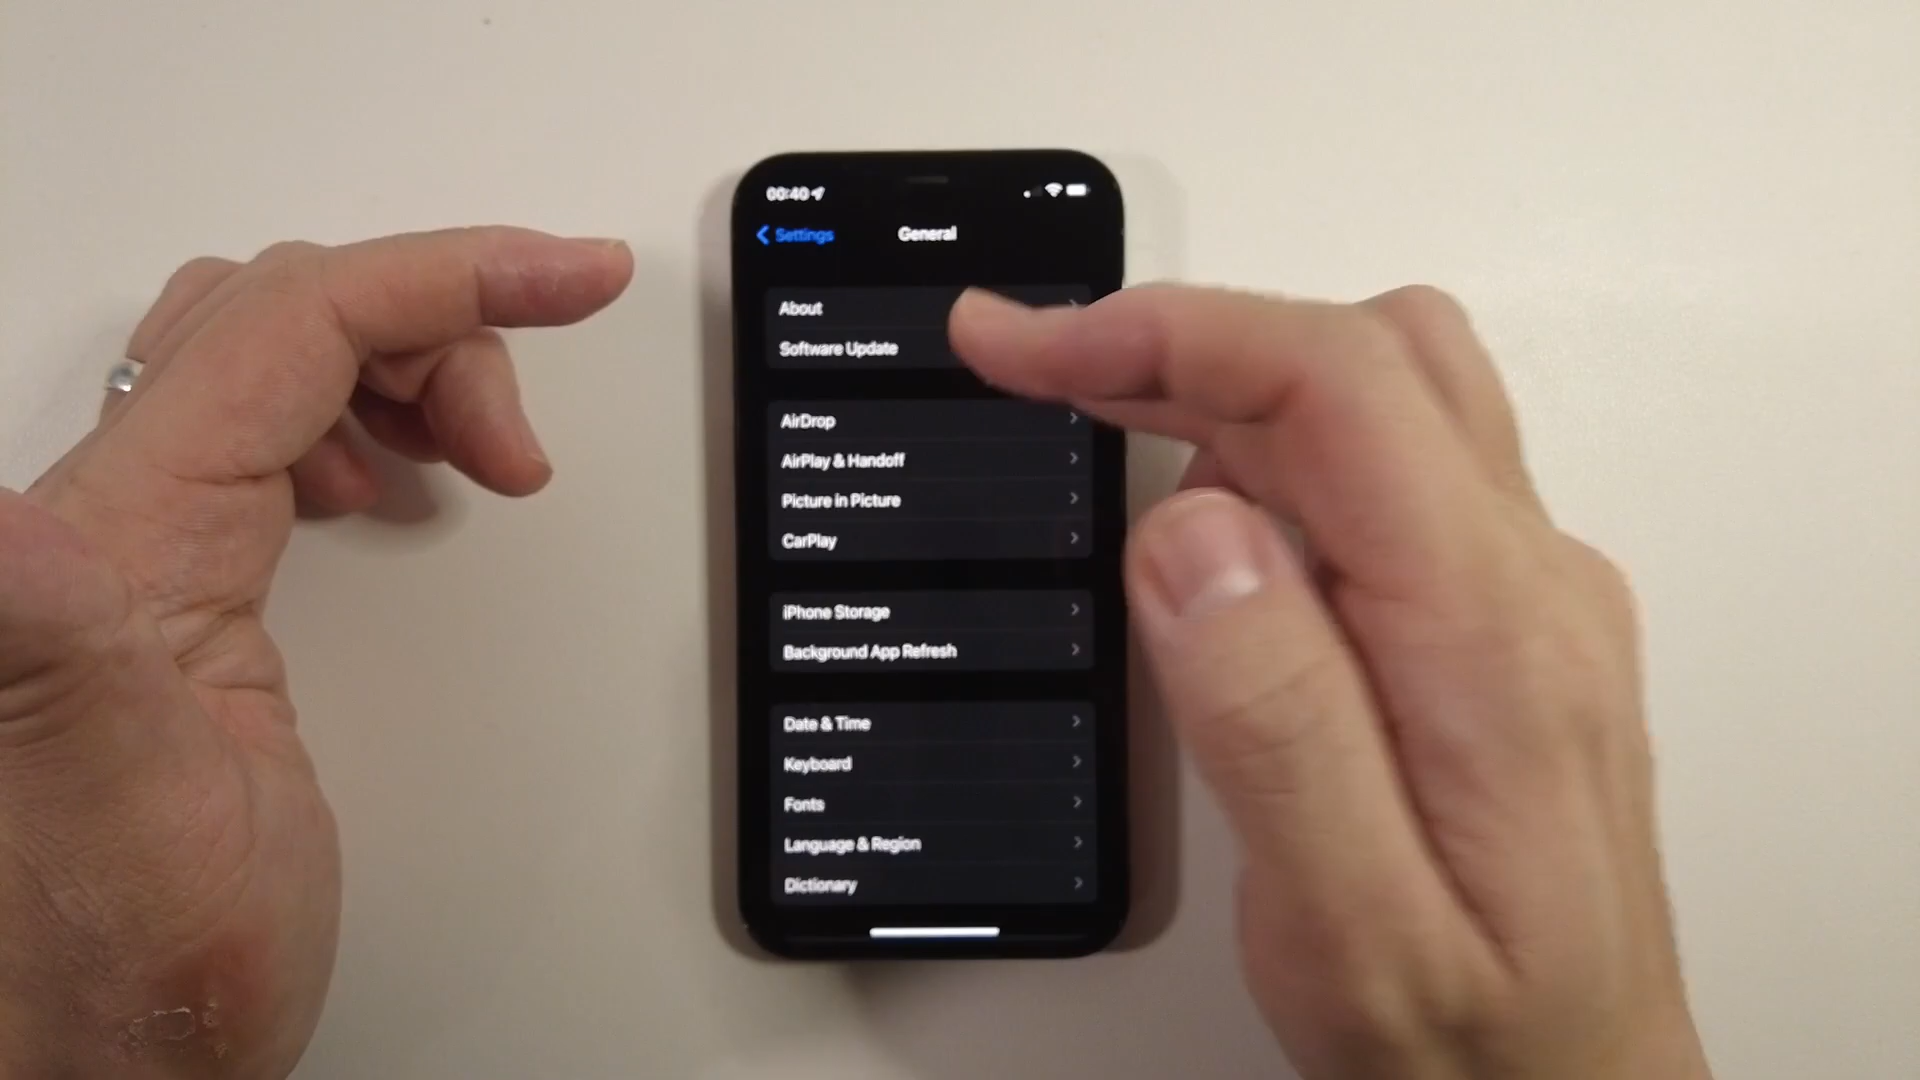 00:40
Settings
General
About
Software Update
AirDrop
AirPlay & Handoff
Picture in Picture
CarPlay
iPhone Storage
Background App Refresh
Date & Time
Keyboard
Fonts
Language & Region
Dictionary